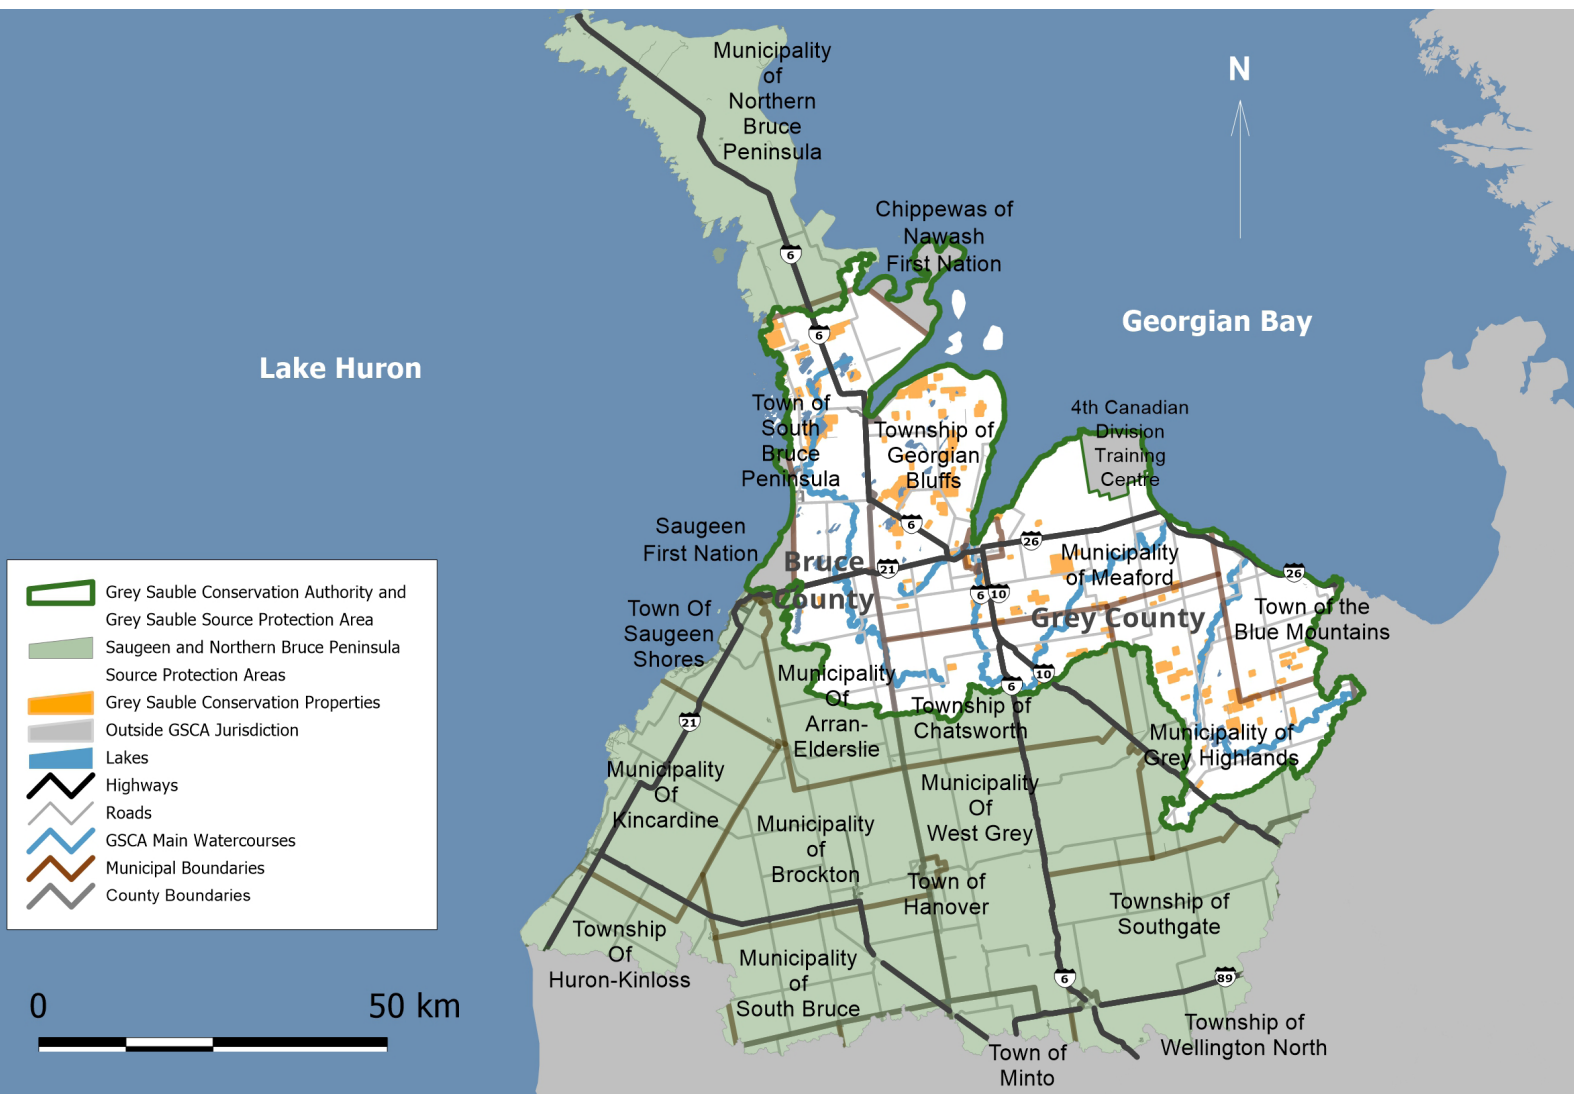 Municipality
of
Northern
Bruce
Peninsula
N
Chippewas of
Nawash
First Nation
6
Georgian Bay
6
Lake Huron
4th Canadian
Division
Training
Centre
Town of
South
Bruce
Peninsula
Township of
Georgian
Bluffs
Saugeen
First Nation
6
26
Municipality
of Meaford
Bruce
County
21
26
6
10
Grey County
Town of the
Blue Mountains
Town Of
Saugeen
Shores
Municipality
Of
Arran-
Elderslie
10
6
Township of
Chatsworth
21
Municipality of
Grey Highlands
Municipality
Of
Kincardine
Municipality
Of
West Grey
Municipality
of
Brockton
Town of
Hanover
Township of
Southgate
Township
Of
Huron-Kinloss
Municipality
of
South Bruce
6
89
Township of
Wellington North
Town of
Minto
Grey Sauble Conservation Authority and
Grey Sauble Source Protection Area
Saugeen and Northern Bruce Peninsula
Source Protection Areas
Grey Sauble Conservation Properties
Outside GSCA Jurisdiction
Lakes
Highways
Roads
GSCA Main Watercourses
Municipal Boundaries
County Boundaries
0
50 km